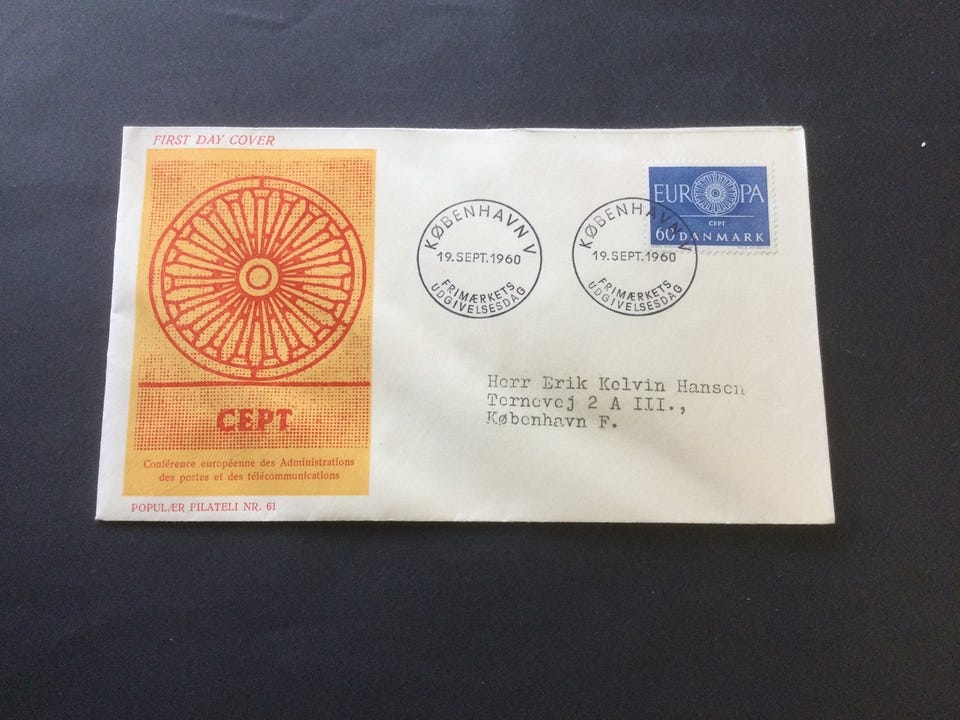 FIRST DAY COVER
CEPT
Conférence européenne des Administrations
des postes et des télécommunications
POPULÆR FILATELI NR. 61
KØBENHAVN V
19.SEPT.1960
FRIMÆRKETS
UDGIVELSESDAG
KØBENHAVN V
19.SEPT.1960
FRIMÆRKETS
UDGIVELSESDAG
EUROPA
CEPT
60 DANMARK
Herr Erik Kelvin Hansen
Ternevej 2 A III.,
København F.